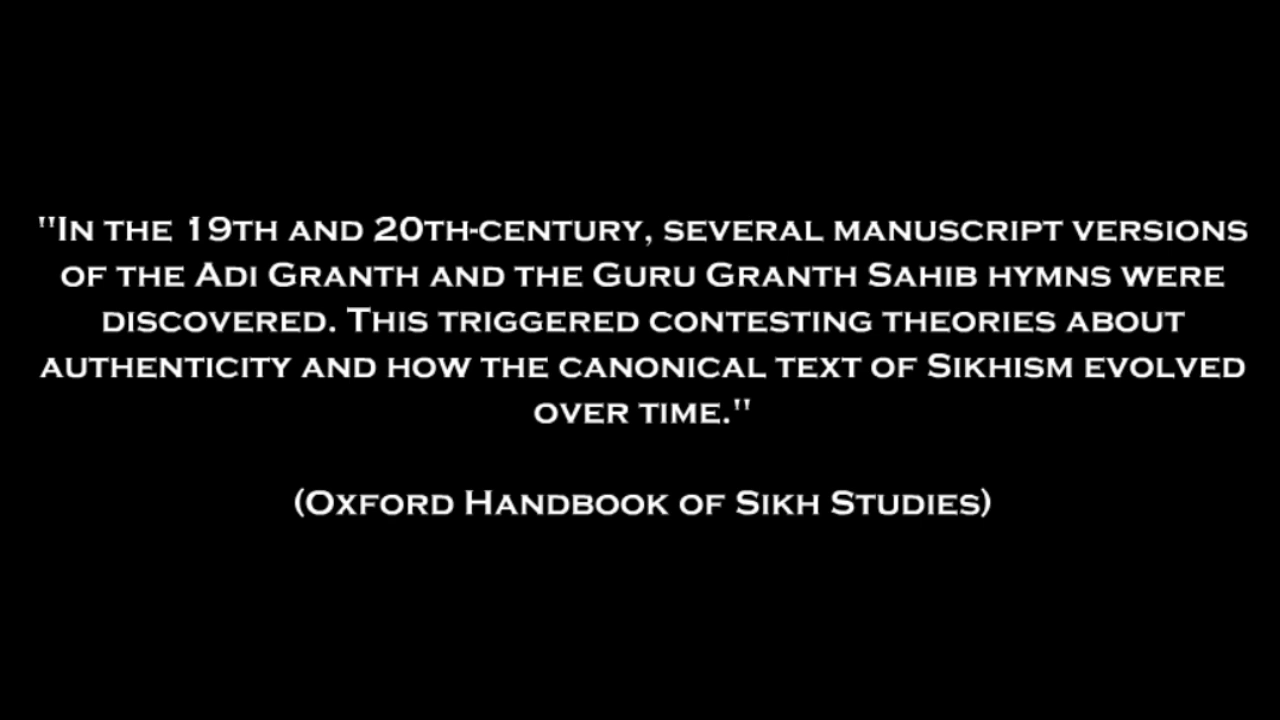 "In the 19th and 20th-century, several manuscript versions
of the Adi Granth and the Guru Granth Sahib hymns were
discovered. This triggered contesting theories about
authenticity and how the canonical text of Sikhism evolved
over time."
(Oxford Handbook of Sikh Studies)